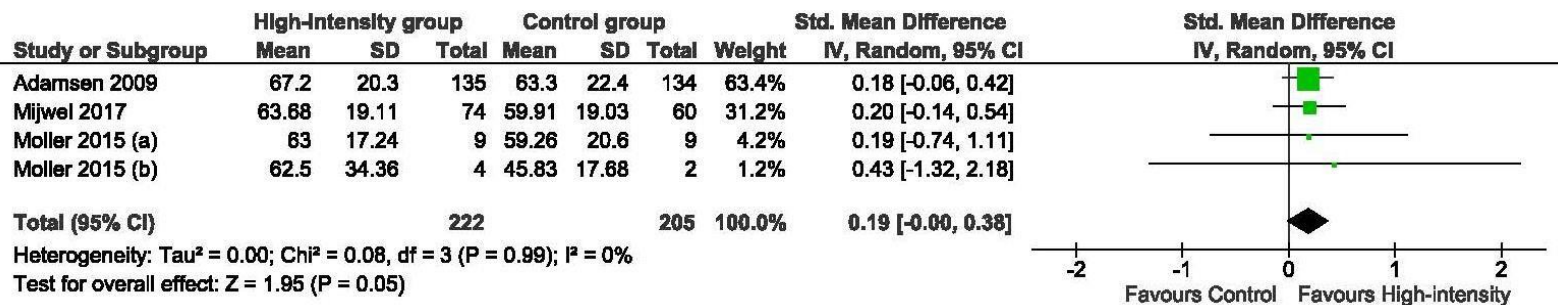 High-Intensity group Control group Std. Mean Difference Std. Mean Difference
Study or Subgroup Mean SD Total Mean SD Total Weight IV, Random, 95% CI IV, Random, 95% CI
Adamsen 2009 67.2 20.3 135 63.3 22.4 134 63.4% 0.18 [-0.06, 0.42]
Mijwel 2017 63.68 19.11 74 59.91 19.03 60 31.2% 0.20 [-0.14, 0.54]
Moller 2015 (a) 63 17.24 9 59.26 20.6 9 4.2% 0.19 [-0.74, 1.11]
Moller 2015 (b) 62.5 34.36 4 45.83 17.68 2 1.2% 0.43 [-1.32, 2.18]
Total (95% CI) 222 205 100.0% 0.19 [-0.00, 0.38]
Heterogeneity: Tau² = 0.00; Chi² = 0.08, df = 3 (P = 0.99); I² = 0%
Test for overall effect: Z = 1.95 (P = 0.05)
-2 -1 0 1 2
Favours Control Favours High-intensity